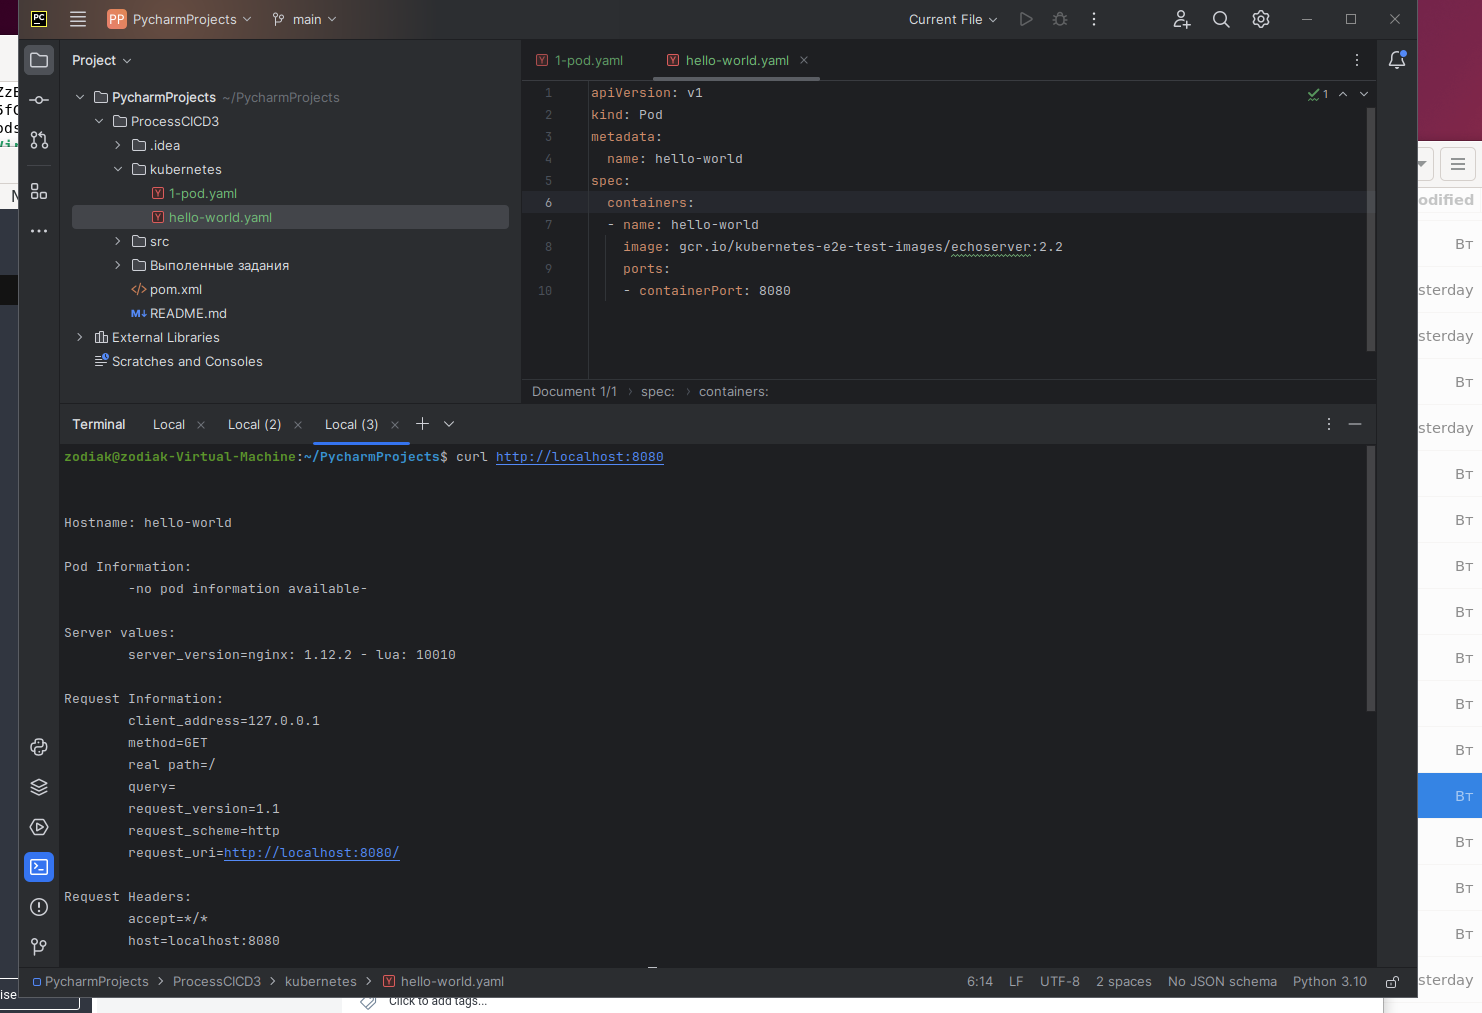 PC
PP PycharmProjects
main
Current File
Project
1-pod.yaml
hello-world.yaml
PycharmProjects ~/PycharmProjects
ProcessCICD3
.idea
kubernetes
1-pod.yaml
hello-world.yaml
src
Выполенные задания
pom.xml
README.md
External Libraries
Scratches and Consoles
1 apiVersion: v1
2 kind: Pod
3 metadata:
4 name: hello-world
5 spec:
6 containers:
7 - name: hello-world
8 image: gcr.io/kubernetes-e2e-test-images/echoserver:2.2
9 ports:
10 - containerPort: 8080
1
Document 1/1 › spec: › containers:
Terminal Local Local (2) Local (3)
zodiak@zodiak-Virtual-Machine:~/PycharmProjects$ curl http://localhost:8080
Hostname: hello-world
Pod Information:
-no pod information available-
Server values:
server_version=nginx: 1.12.2 - lua: 10010
Request Information:
client_address=127.0.0.1
method=GET
real path=/
query=
request_version=1.1
request_scheme=http
request_uri=http://localhost:8080/
Request Headers:
accept=*/*
host=localhost:8080
PycharmProjects > ProcessCICD3 > kubernetes > hello-world.yaml
6:14 LF UTF-8 2 spaces No JSON schema Python 3.10
Click to add tags...
odified
Вт
sterday
sterday
Вт
sterday
Вт
Вт
Вт
Вт
Вт
Вт
Вт
Вт
Вт
Вт
Вт
sterday